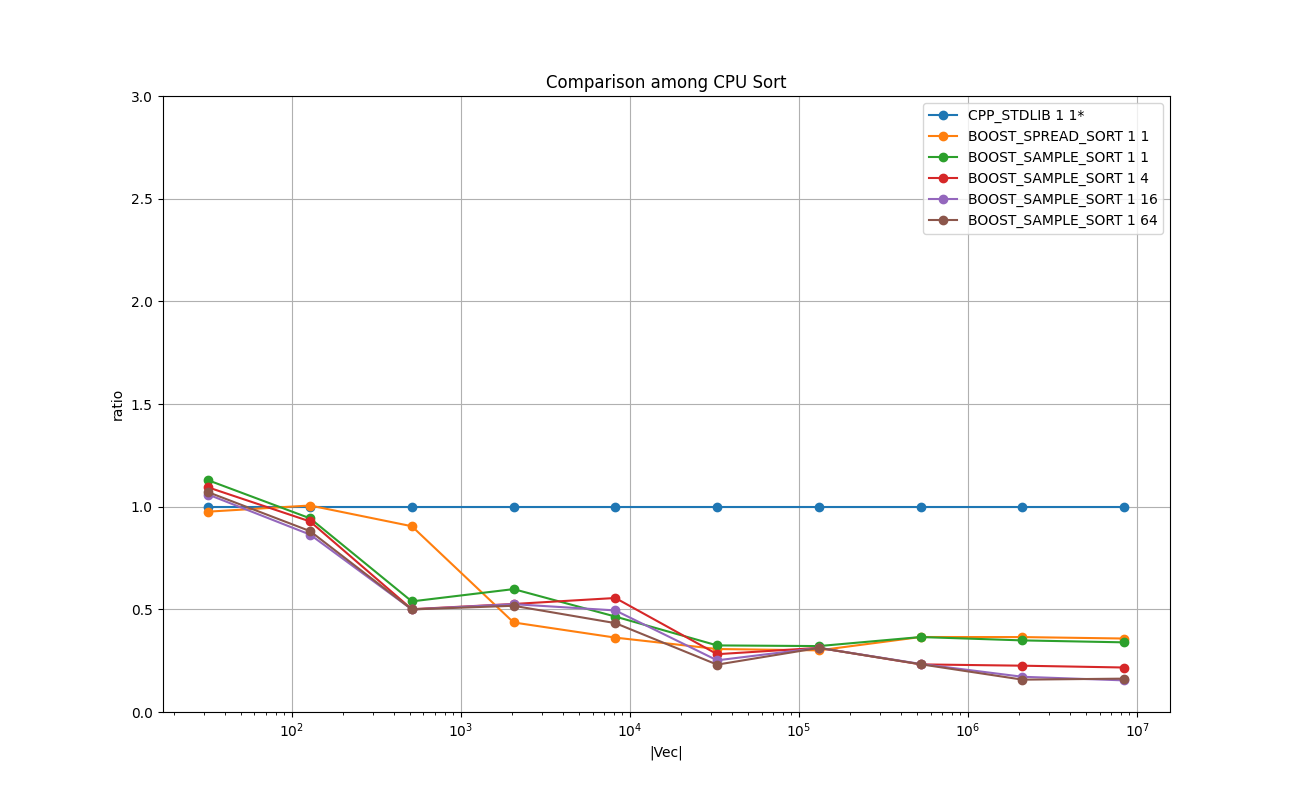 Comparison among CPU Sort
3.0
2.5
2.0
1.5
1.0
0.5
0.0
ratio
CPP_STDLIB 1 1*
BOOST_SPREAD_SORT 1 1
BOOST_SAMPLE_SORT 1 1
BOOST_SAMPLE_SORT 1 4
BOOST_SAMPLE_SORT 1 16
BOOST_SAMPLE_SORT 1 64
10² 10³ 10⁴ 10⁵ 10⁶ 10⁷
|Vec|